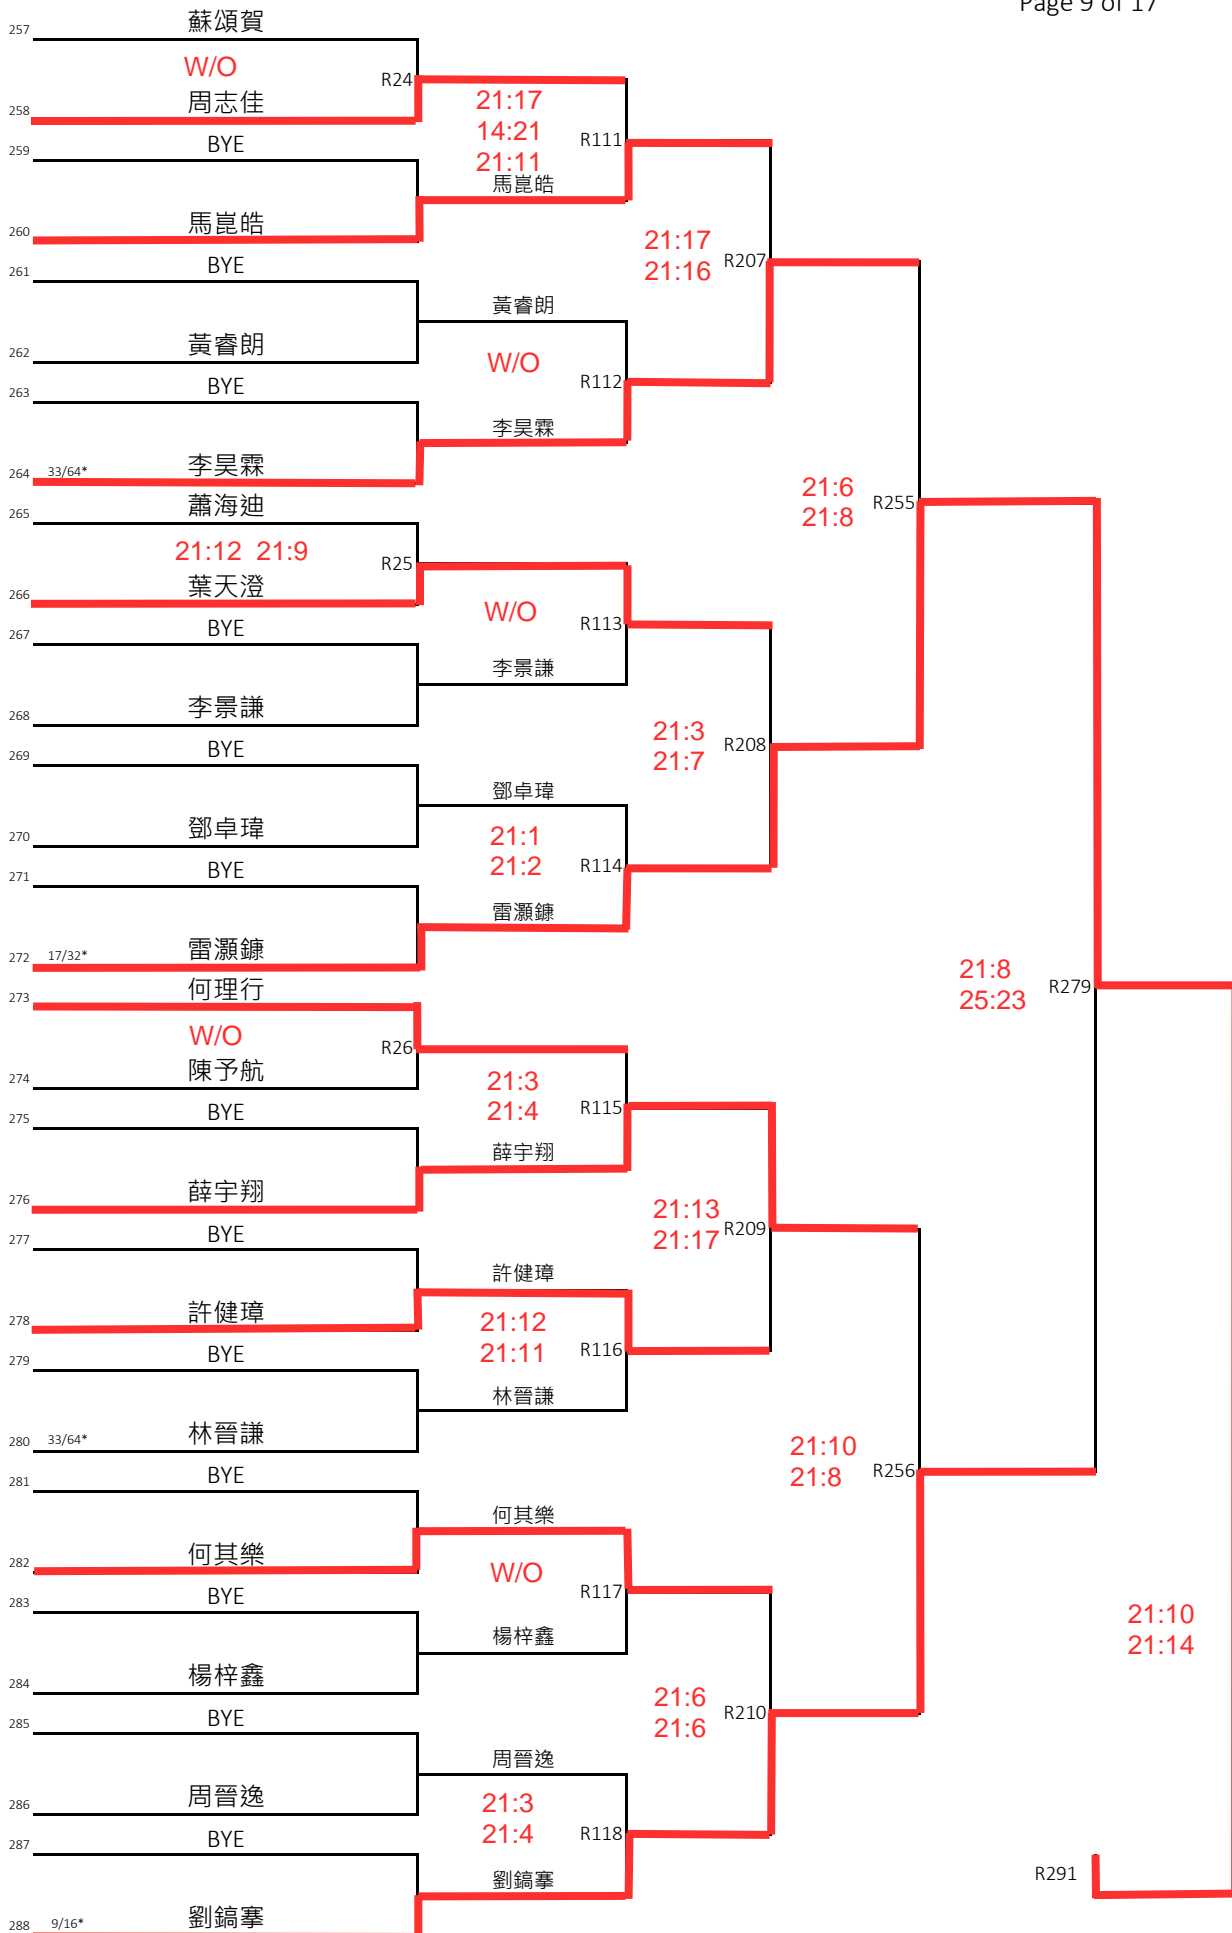 Page 9 of 17
257 蘇頌賀
W/O
R24
258 周志佳
21:17
14:21
21:11
R111
259 BYE
馬崑皓
260 馬崑皓
21:17
21:16
R207
261 BYE
黃睿朗
262 黃睿朗
W/O
R112
263 BYE
李昊霖
264 33/64* 李昊霖
21:6
21:8
R255
265 蕭海迪
21:12 21:9
R25
266 葉天澄
W/O
R113
267 BYE
李景謙
268 李景謙
21:3
21:7
R208
269 BYE
鄧卓瑋
270 鄧卓瑋
21:1
21:2
R114
271 BYE
雷灝鏮
272 17/32* 雷灝鏮
21:8
25:23
R279
273 何理行
W/O
R26
274 陳予航
21:3
21:4
R115
275 BYE
薛宇翔
276 薛宇翔
21:13
21:17
R209
277 BYE
許健璋
278 許健璋
21:12
21:11
R116
279 BYE
林晉謙
280 33/64* 林晉謙
21:10
21:8
R256
281 BYE
何其樂
282 何其樂
W/O
R117
283 BYE
楊梓鑫
284 楊梓鑫
21:10
21:14
21:6
21:6
R210
285 BYE
周晉逸
286 周晉逸
21:3
21:4
R118
287 BYE
劉鎬搴
R291
288 9/16* 劉鎬搴